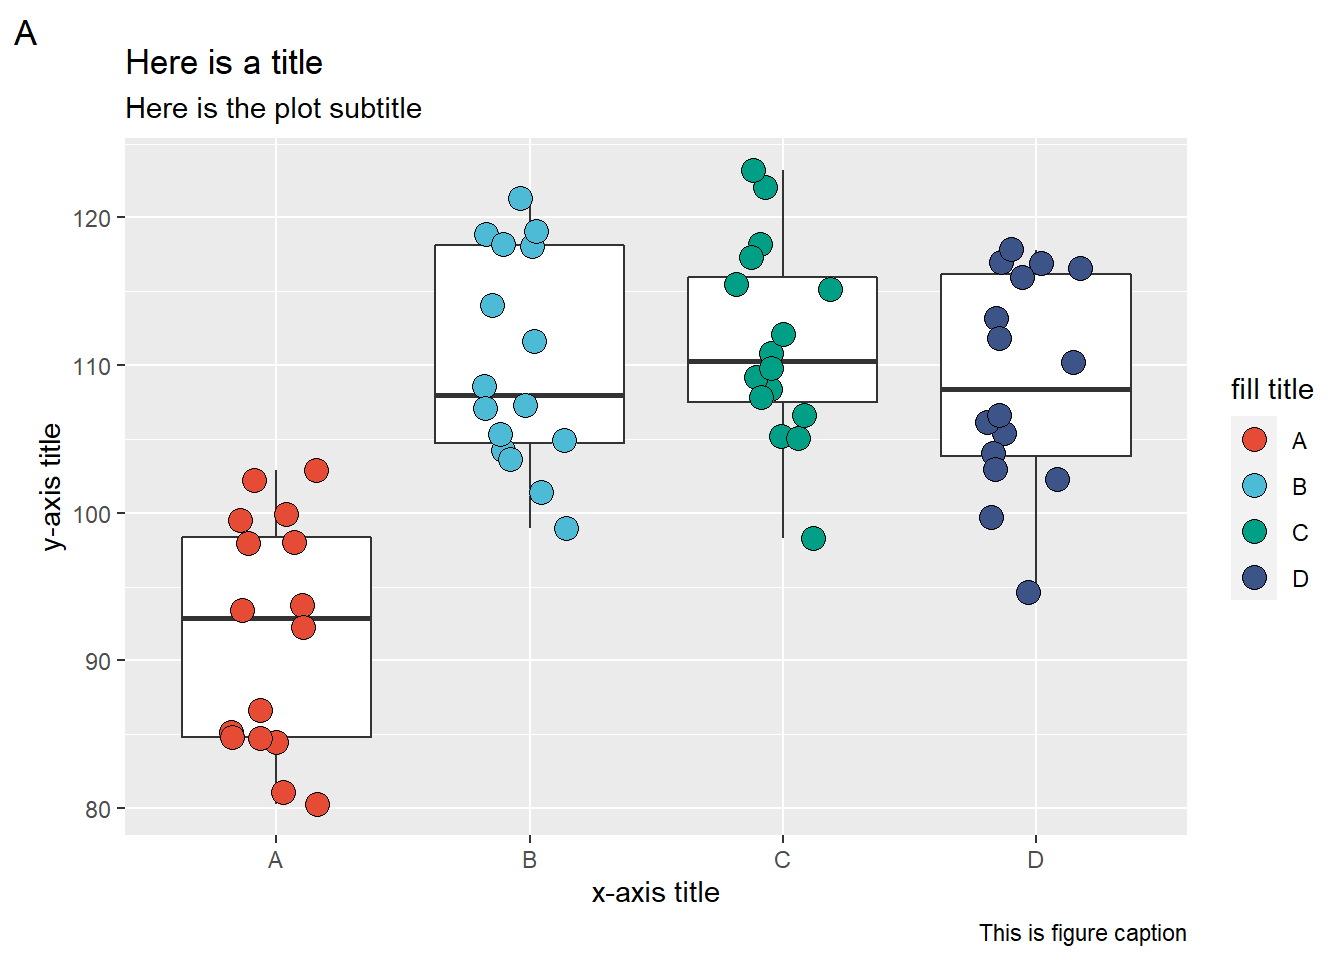 A
Here is a title
Here is the plot subtitle
120
110
100
90
80
y-axis title
A B C D
x-axis title
fill title
A
B
C
D
This is figure caption